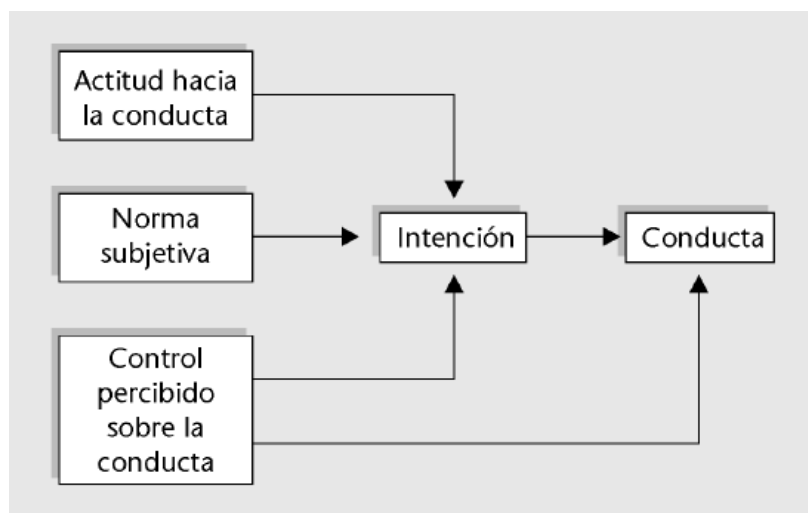 Actitud hacia
la conducta
Norma
subjetiva
Intención
Conducta
Control
percibido
sobre la
conducta